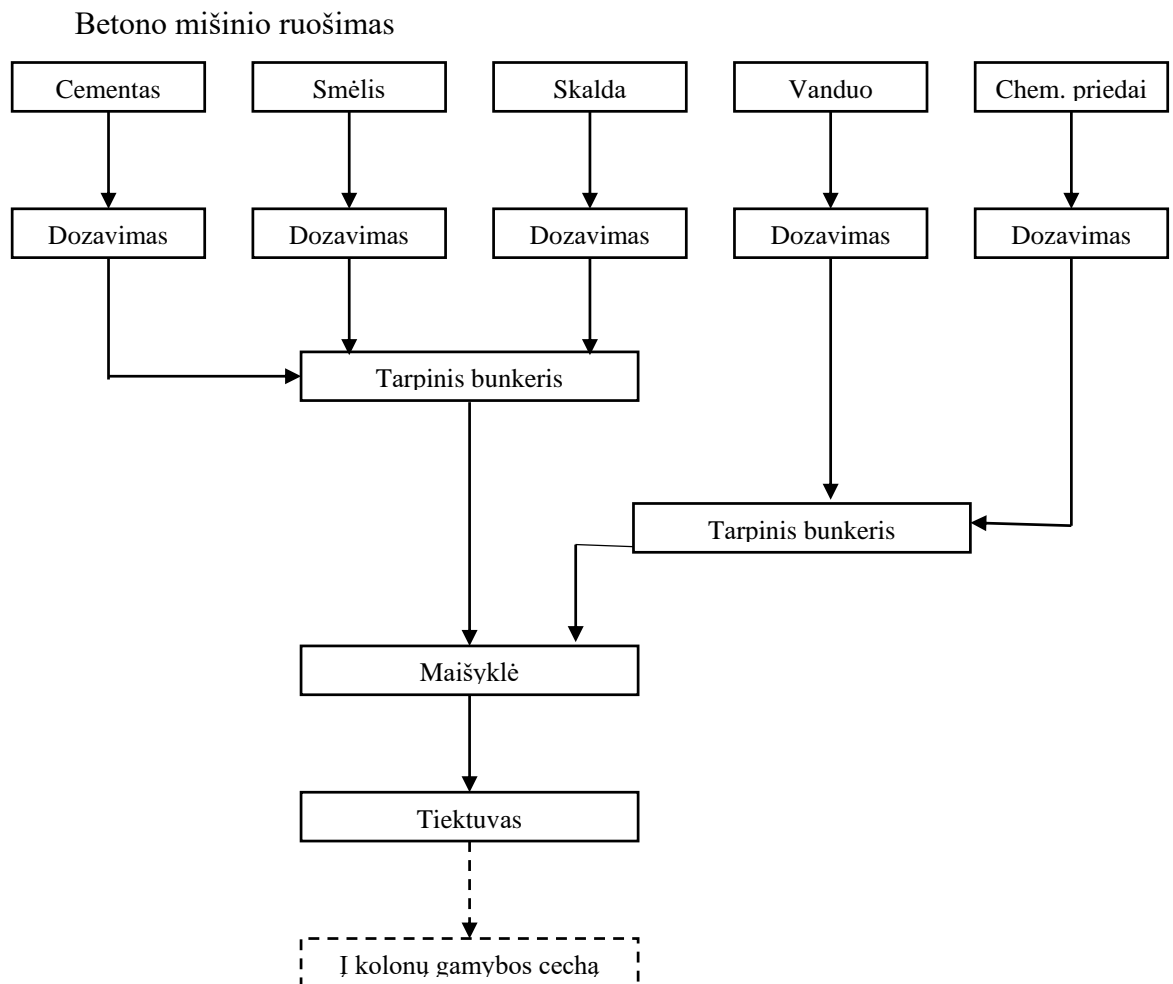 Betono mišinio ruošimas
Cementas
Smėlis
Skalda
Vanduo
Chem. priedai
Dozavimas
Dozavimas
Dozavimas
Dozavimas
Dozavimas
Tarpinis bunkeris
Tarpinis bunkeris
Maišyklė
Tiektuvas
Į kolonų gamybos cechą